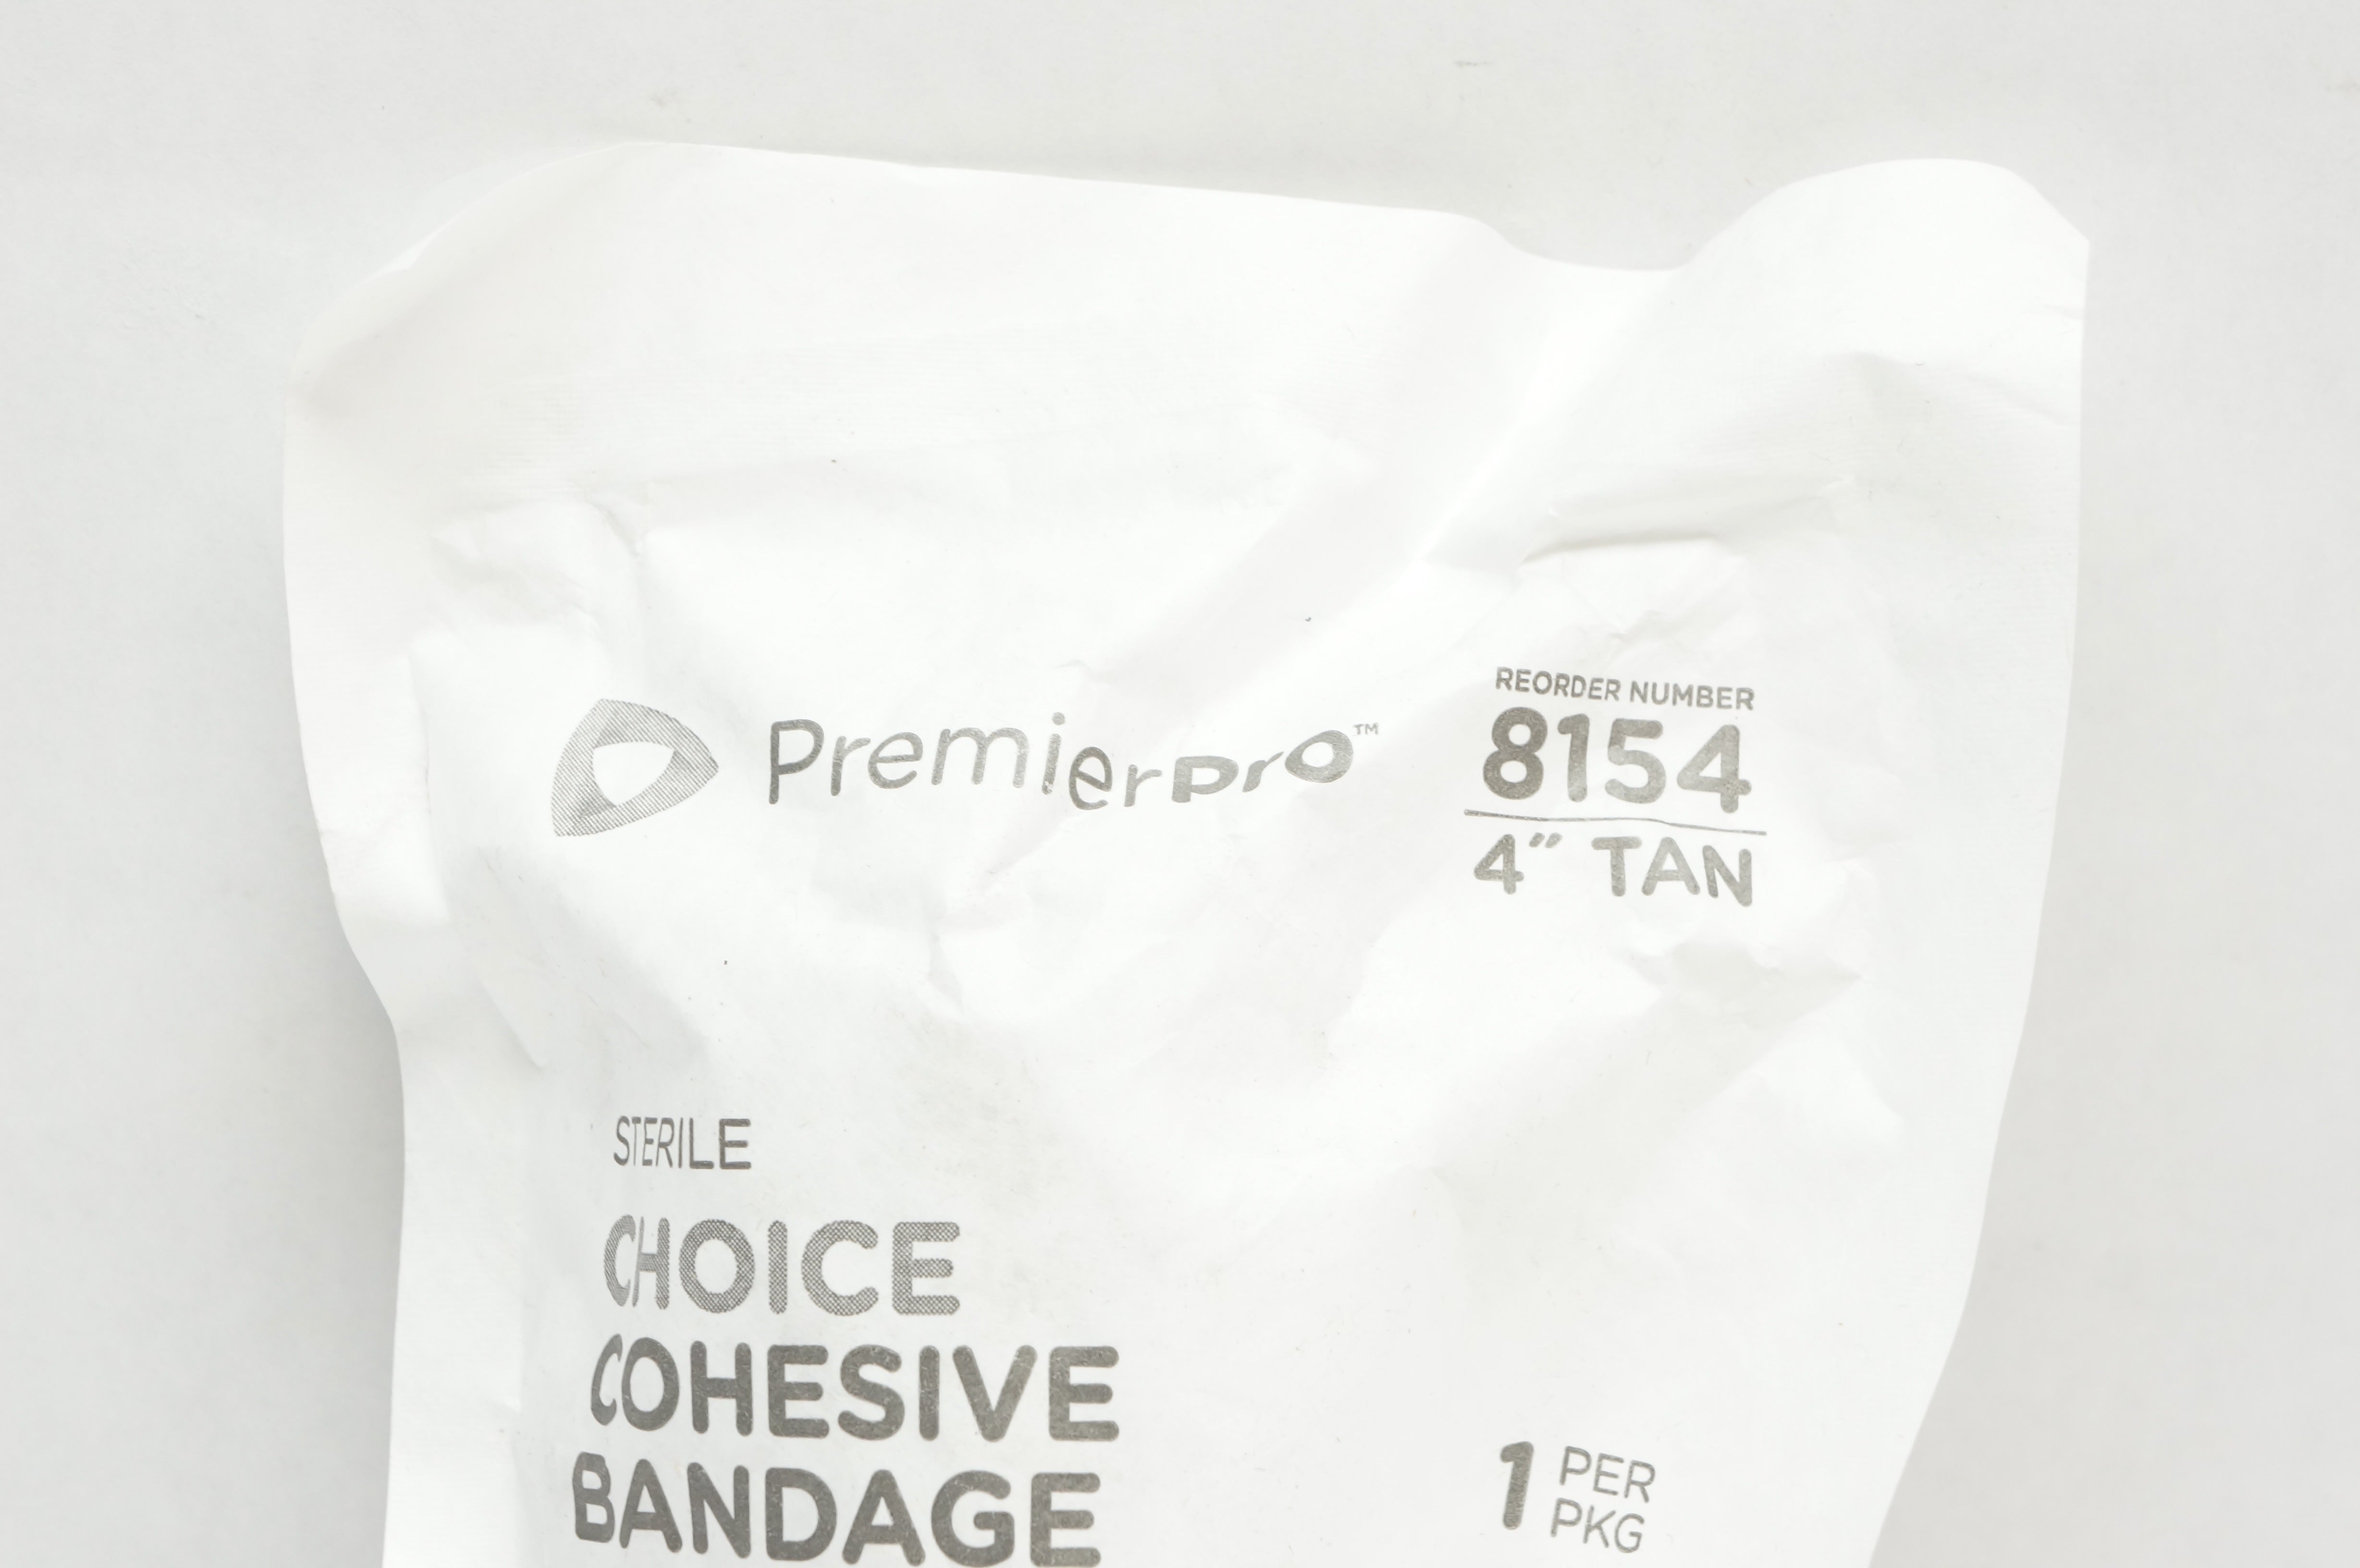 Premierpro™
REORDER NUMBER
8154
4" TAN
STERILE
CHOICE
COHESIVE
BANDAGE
1 PER
PKG